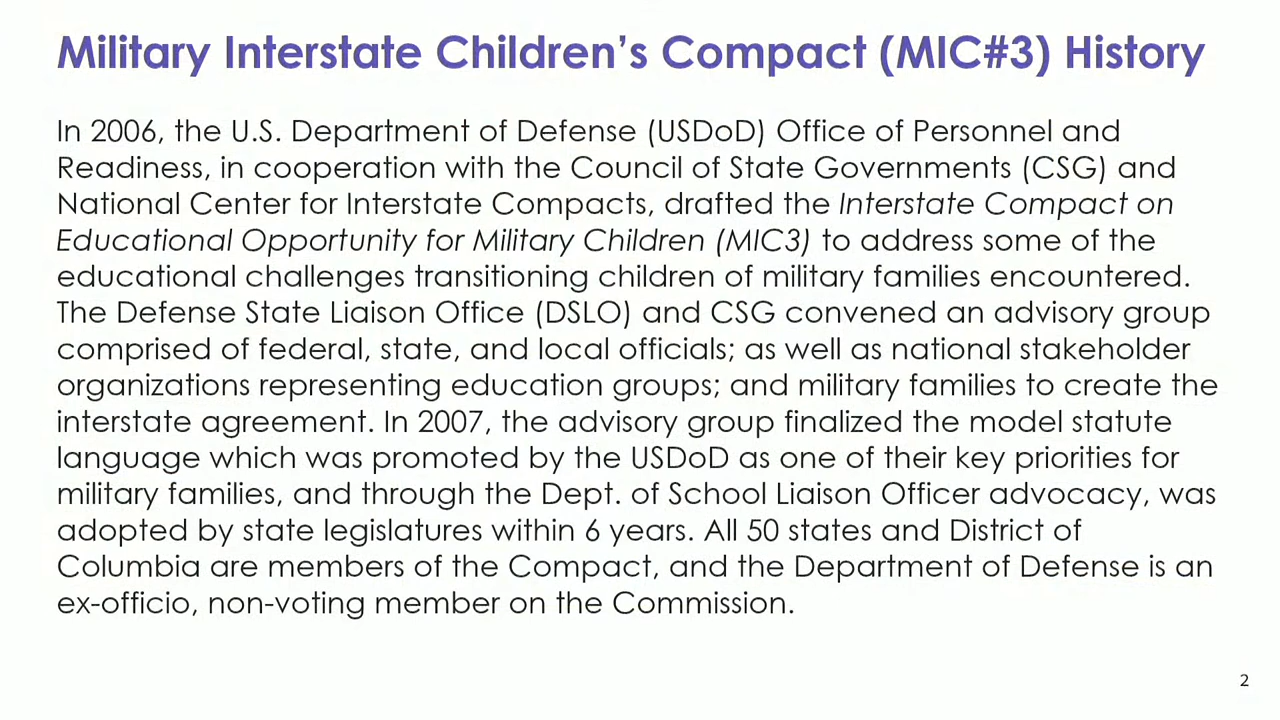 Military Interstate Children’s Compact (MIC#3) History
In 2006, the U.S. Department of Defense (USDoD) Office of Personnel and
Readiness, in cooperation with the Council of State Governments (CSG) and
National Center for Interstate Compacts, drafted the Interstate Compact on
Educational Opportunity for Military Children (MIC3) to address some of the
educational challenges transitioning children of military families encountered.
The Defense State Liaison Office (DSLO) and CSG convened an advisory group
comprised of federal, state, and local officials; as well as national stakeholder
organizations representing education groups; and military families to create the
interstate agreement. In 2007, the advisory group finalized the model statute
language which was promoted by the USDoD as one of their key priorities for
military families, and through the Dept. of School Liaison Officer advocacy, was
adopted by state legislatures within 6 years. All 50 states and District of
Columbia are members of the Compact, and the Department of Defense is an
ex-officio, non-voting member on the Commission.
2